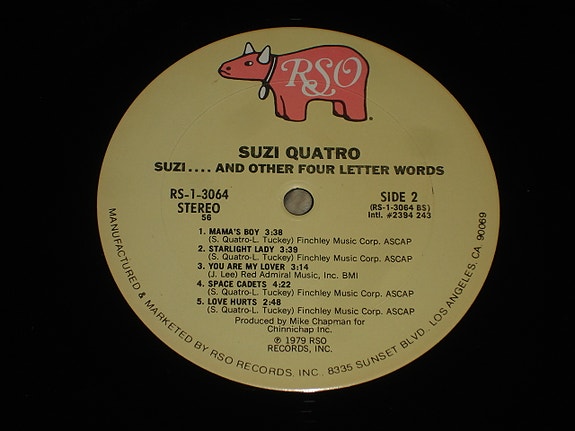 RSO
SUZI QUATRO
SUZI.... AND OTHER FOUR LETTER WORDS
RS-1-3064
STEREO
56
SIDE 2
(RS-1-3064 BS)
Intl. #2394 243
1. MAMA'S BOY 3:38
(S. Quatro-L. Tuckey) Finchley Music Corp. ASCAP
2. STARLIGHT LADY 3:39
(S. Quatro-L. Tuckey) Finchley Music Corp. ASCAP
3. YOU ARE MY LOVER 3:14
(J. Lee) Red Admiral Music, Inc. BMI
4. SPACE CADETS 4:22
(S. Quatro-L. Tuckey) Finchley Music Corp. ASCAP
5. LOVE HURTS 2:48
(S. Quatro-L. Tuckey) Finchley Music Corp. ASCAP
Produced by Mike Chapman for
Chinnichap Inc.
℗ 1979 RSO
RECORDS, INC.
MANUFACTURED & MARKETED BY RSO RECORDS, INC., 8335 SUNSET BLVD., LOS ANGELES, CA. 90069